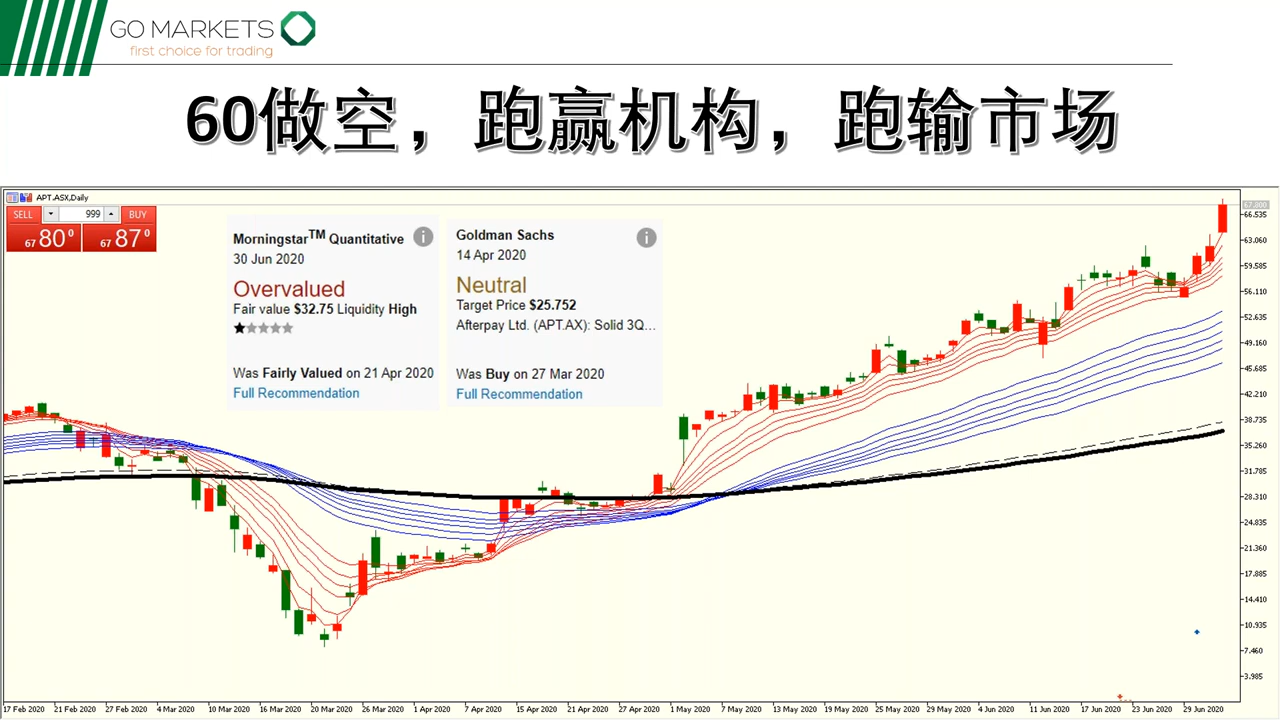 GO MARKETS
first choice for trading
60做空，跑赢机构，跑输市场
APT.ASX,Daily
SELL 999 BUY
67 80 0 67 87 0
Morningstar™ Quantitative
30 Jun 2020
Overvalued
Fair value $32.75 Liquidity High
Was Fairly Valued on 21 Apr 2020
Full Recommendation
Goldman Sachs
14 Apr 2020
Neutral
Target Price $25.752
Afterpay Ltd. (APT.AX): Solid 3Q...
Was Buy on 27 Mar 2020
Full Recommendation
67.800
66.535
63.060
59.585
56.110
52.635
49.160
45.685
42.210
38.735
35.260
31.785
28.310
24.835
21.360
17.885
14.410
10.935
7.460
3.985
17 Feb 2020 21 Feb 2020 27 Feb 2020 4 Mar 2020 10 Mar 2020 16 Mar 2020 20 Mar 2020 26 Mar 2020 1 Apr 2020 7 Apr 2020 15 Apr 2020 21 Apr 2020 27 Apr 2020 1 May 2020 7 May 2020 13 May 2020 19 May 2020 25 May 2020 29 May 2020 4 Jun 2020 11 Jun 2020 17 Jun 2020 23 Jun 2020 29 Jun 2020